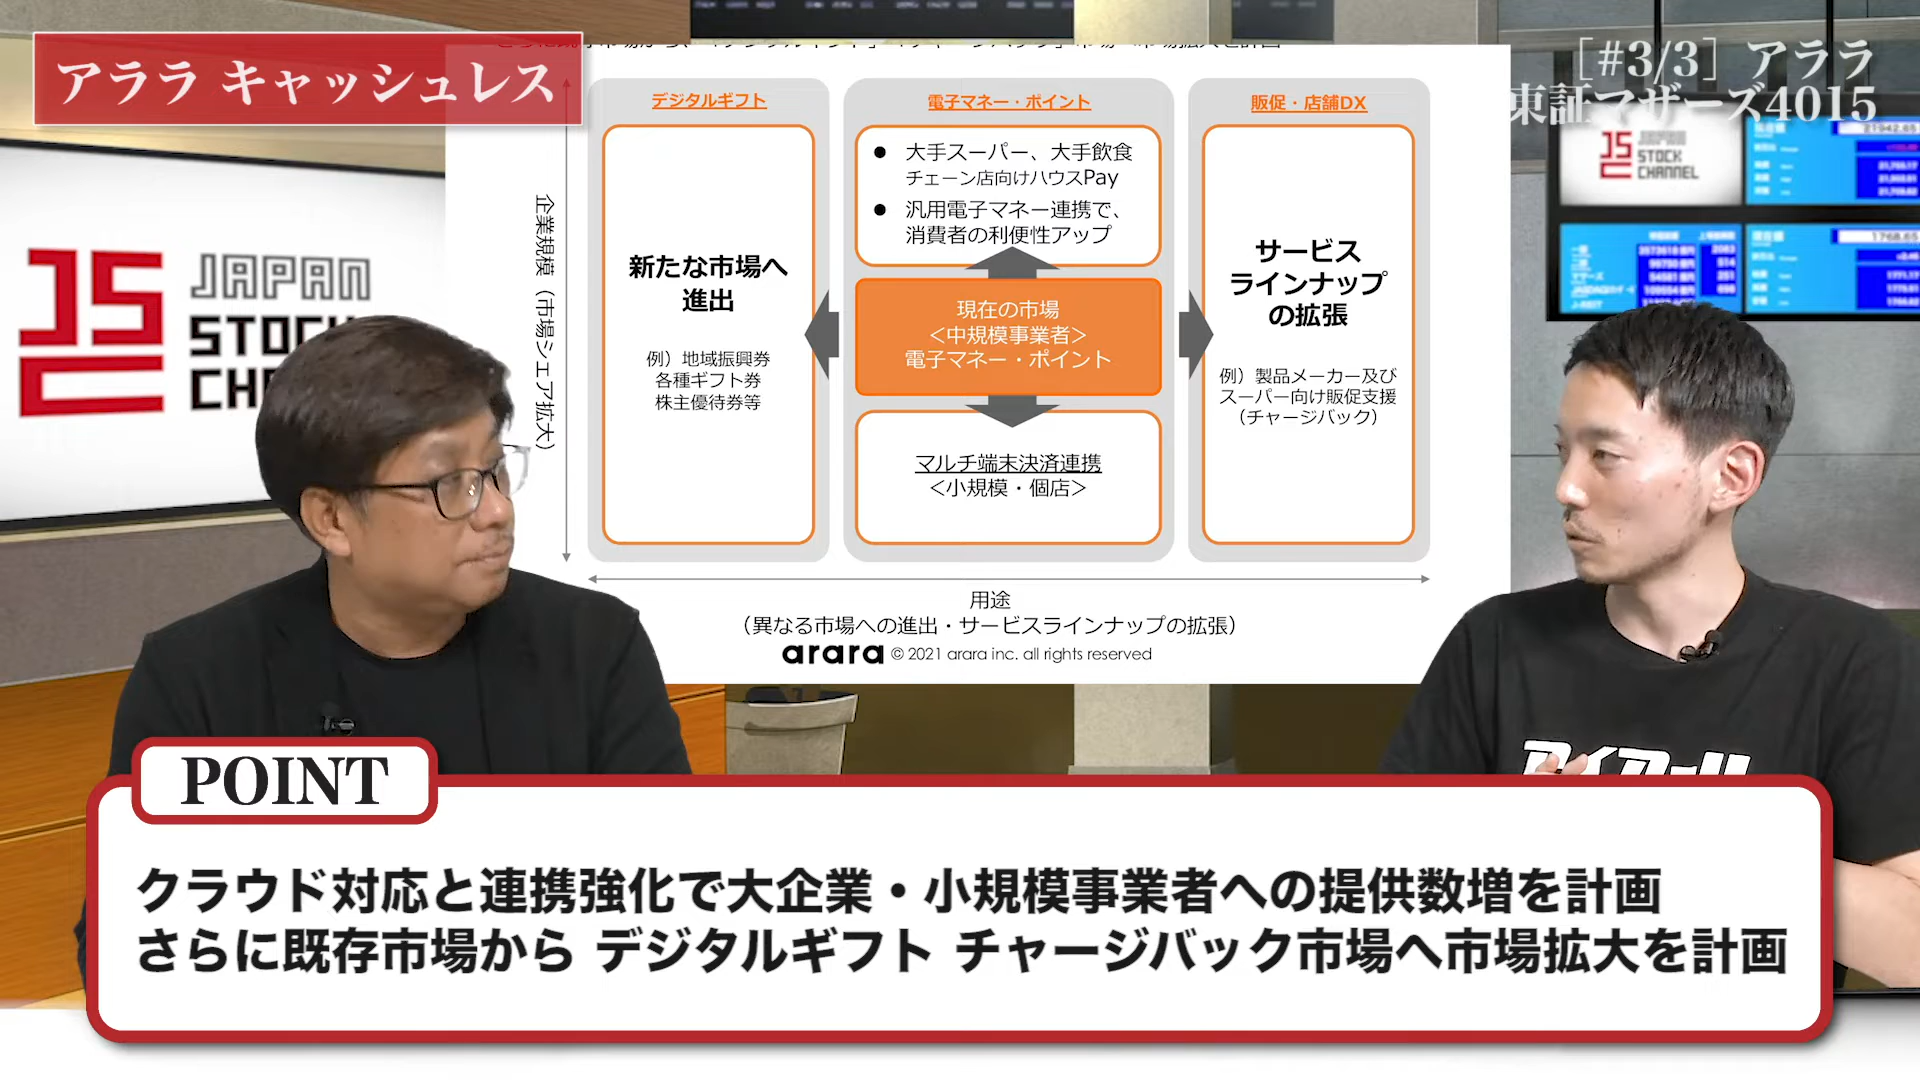 アララ キャッシュレス
［#3/3］アララ
東証マザーズ4015
デジタルギフト
新たな市場へ
進出
例）地域振興券
各種ギフト券
株主優待券等
電子マネー・ポイント
● 大手スーパー、大手飲食
チェーン店向けハウスPay
● 汎用電子マネー連携で、
消費者の利便性アップ
現在の市場
＜中規模事業者＞
電子マネー・ポイント
マルチ端末決済連携
＜小規模・個店＞
販促・店舗DX
サービス
ラインナップ
の拡張
例）製品メーカー及び
スーパー向け販促支援
（チャージバック）
企業規模（市場シェア拡大）
用途
（異なる市場への進出・サービスラインナップの拡張）
arara © 2021 arara inc. all rights reserved
JAPAN
STOCK
JAPAN
STOCK
CHANNEL
POINT
クラウド対応と連携強化で大企業・小規模事業者への提供数増を計画
さらに既存市場から デジタルギフト チャージバック市場へ市場拡大を計画